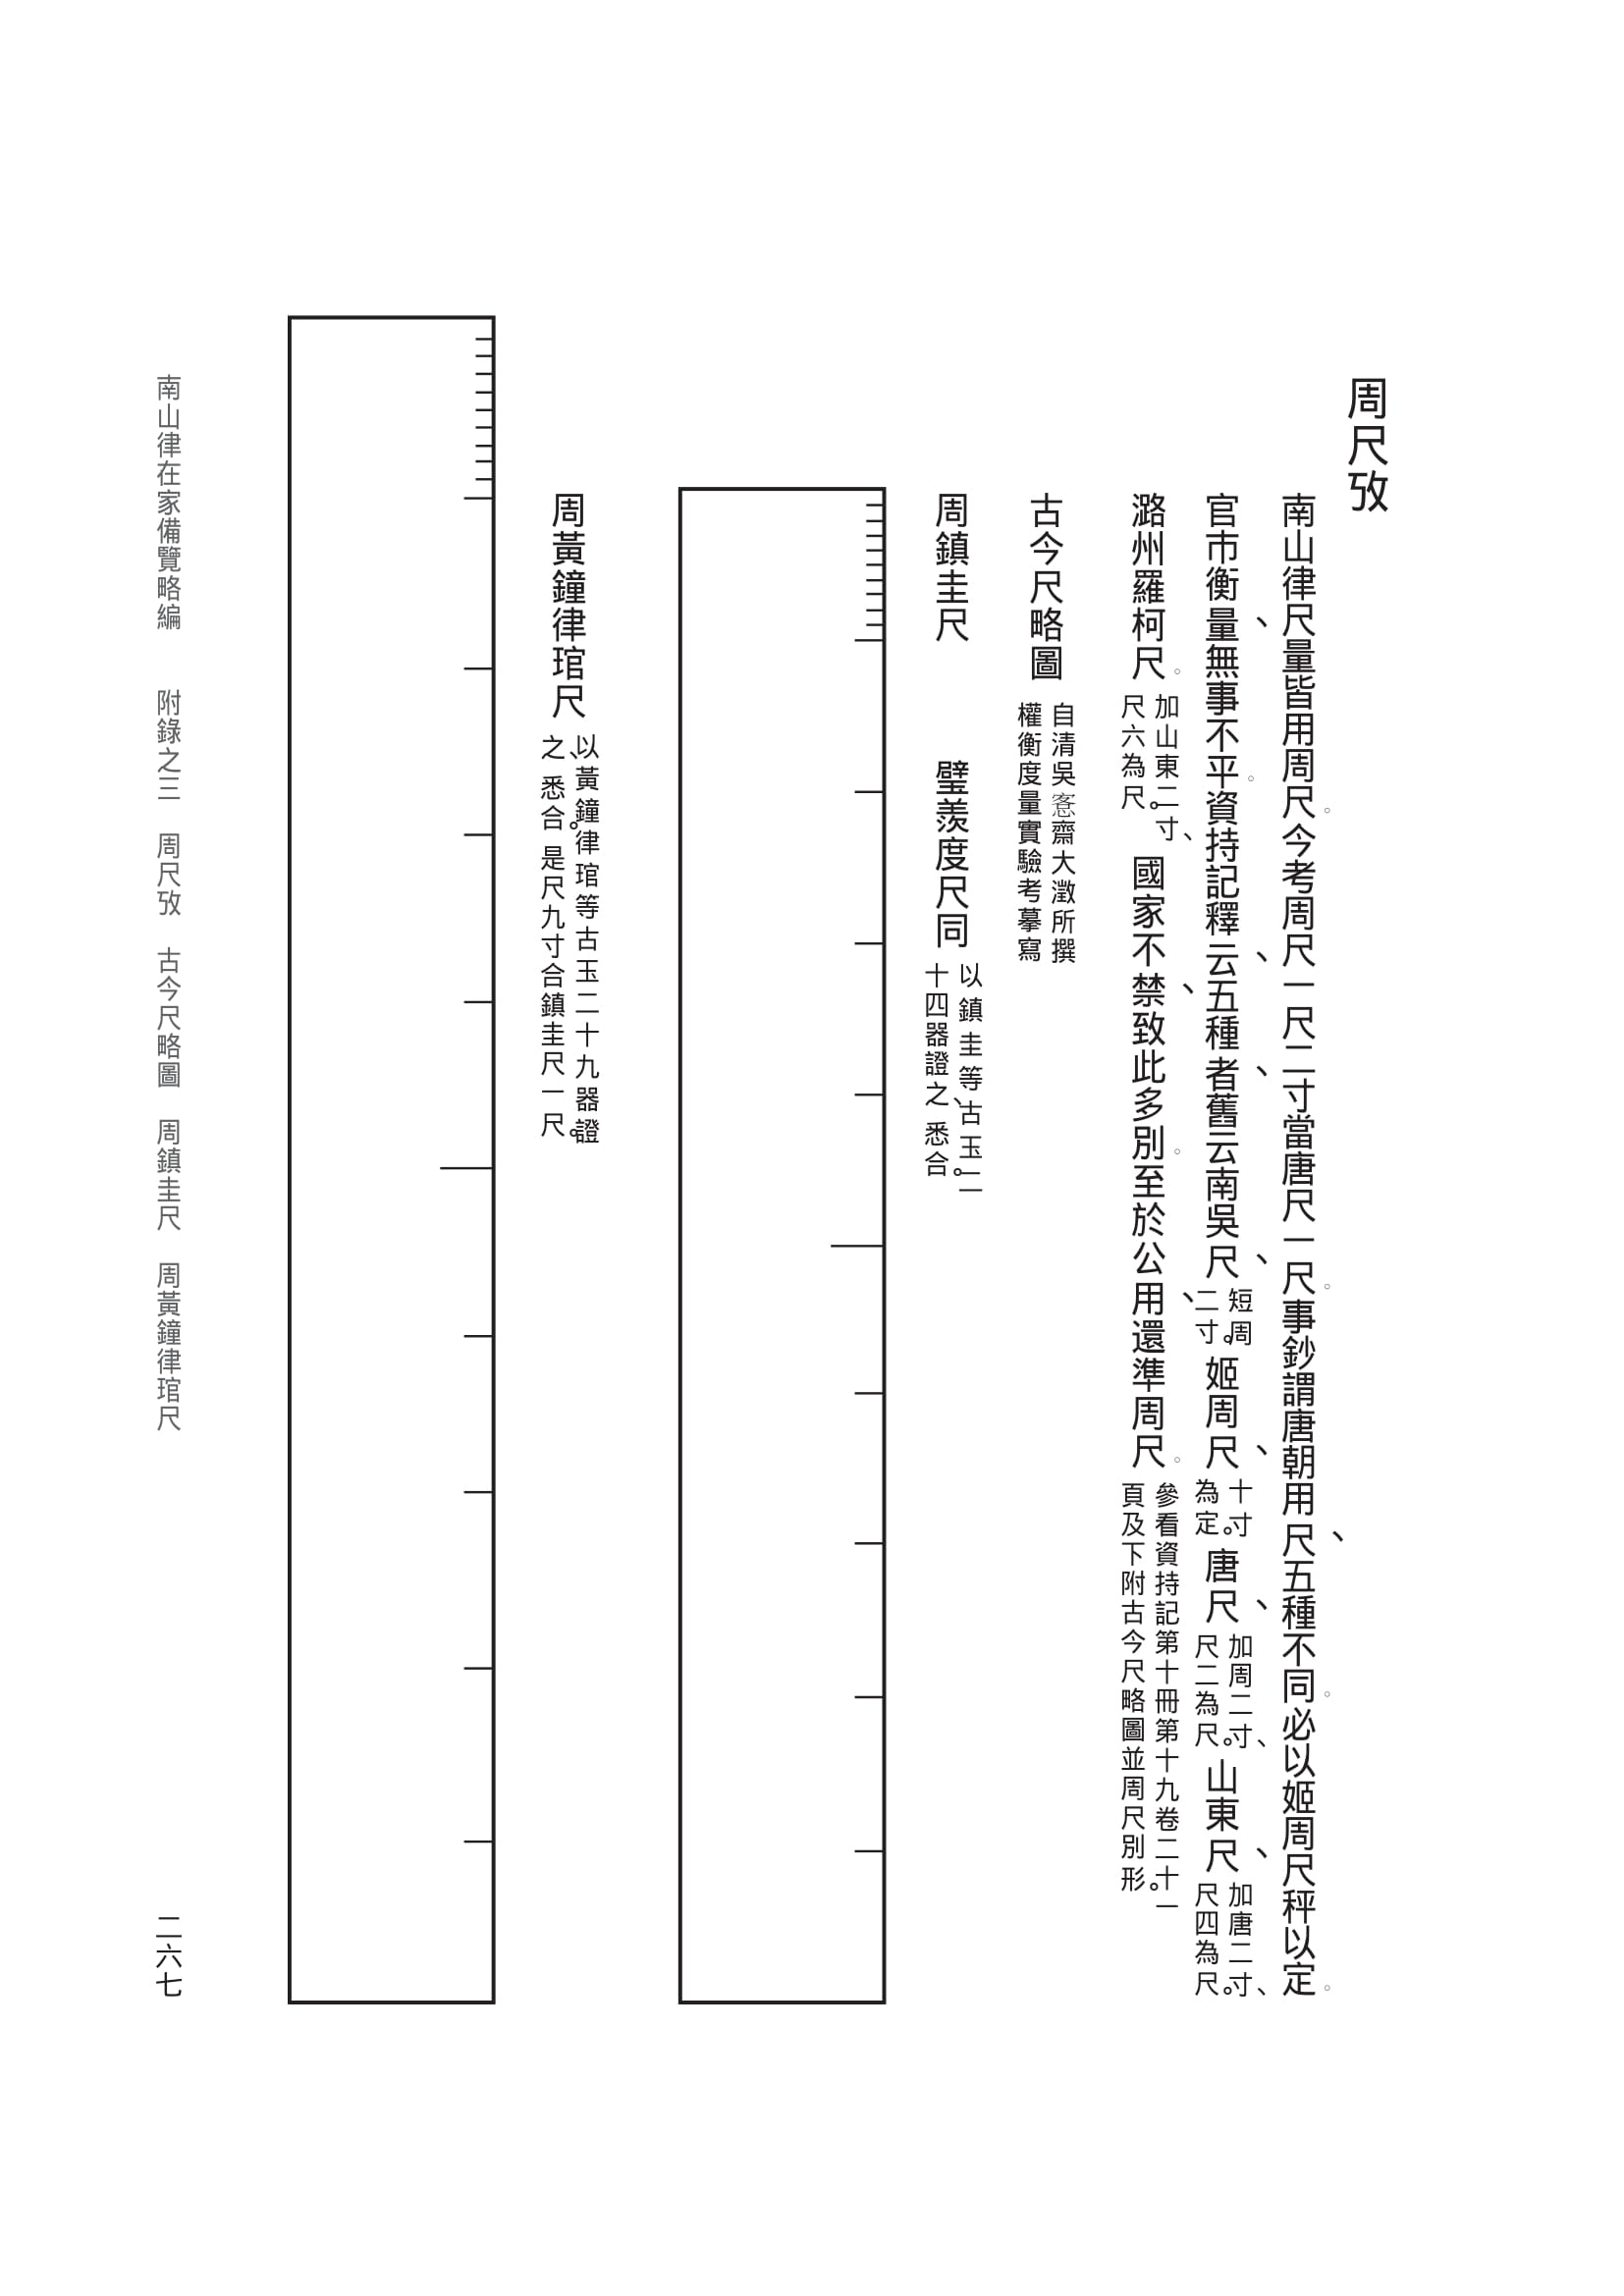 周尺攷
南山律尺量皆用周尺。今考周尺一尺二寸當唐尺一尺。事鈔謂唐朝用尺、五種不同。必以姬周尺秤以定。
官市衡量、無事不平。資持記釋云、五種者、舊云南吳尺、短周二寸。姬周尺、十寸為定。唐尺、加周二寸、尺二為尺。山東尺、加唐二寸、尺四為尺。
潞州羅柯尺。加山東二寸、尺六為尺。國家不禁、致此多別。至於公用、還準周尺。參看資持記第十冊第十九卷二十一頁及下附古今尺略圖並周尺別形。
古今尺略圖 自清吳愙齋大澂所撰權衡度量實驗考摹寫
周鎮圭尺 璧羨度尺同 以鎮圭等古玉二十四器證之、悉合。
周黃鐘律琯尺 以黃鐘律琯等古玉二十九器證之、悉合。是尺九寸合鎮圭尺一尺。
南山律在家備覽略編 附錄之三 周尺攷 古今尺略圖 周鎮圭尺 周黃鐘律琯尺
二六七